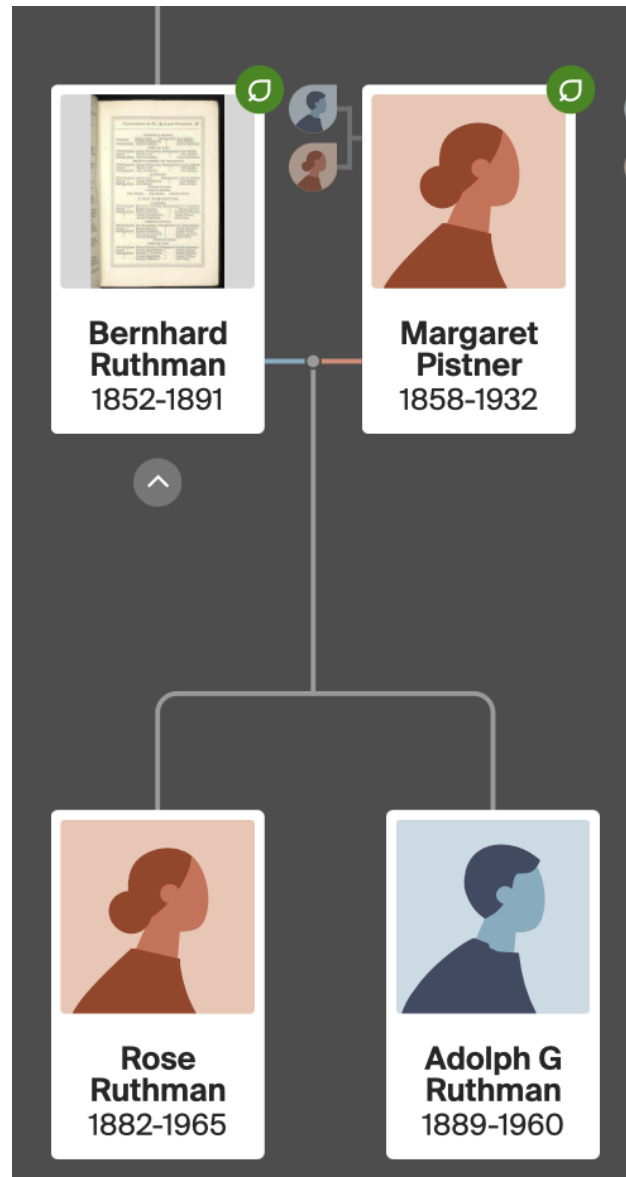 Bernhard
Ruthman
1852-1891
Margaret
Pistner
1858-1932
Rose
Ruthman
1882-1965
Adolph G
Ruthman
1889-1960